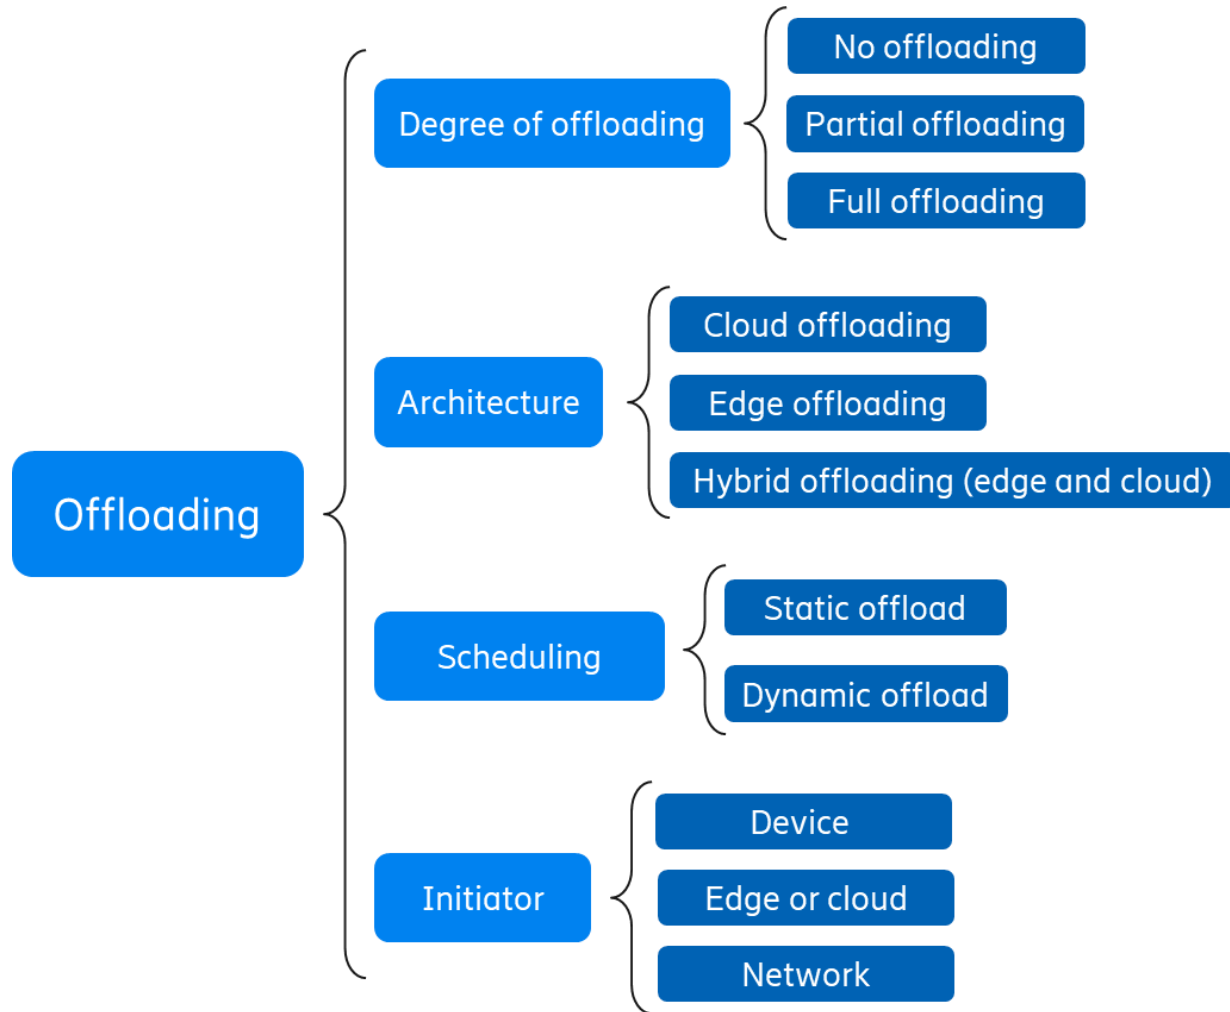 Offloading
Degree of offloading
No offloading
Partial offloading
Full offloading
Architecture
Cloud offloading
Edge offloading
Hybrid offloading (edge and cloud)
Scheduling
Static offload
Dynamic offload
Initiator
Device
Edge or cloud
Network